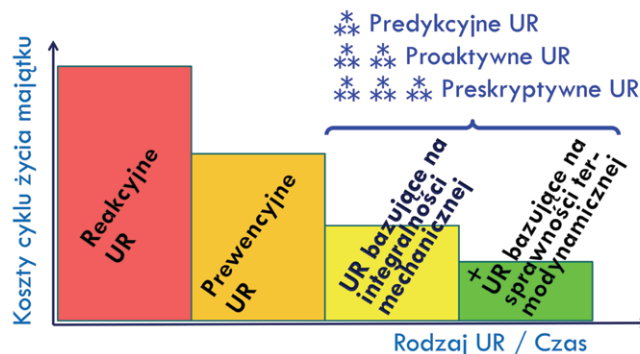 ⁂ Predykcyjne UR
⁂ ⁂ Proaktywne UR
⁂ ⁂ ⁂ Preskryptywne UR
Koszty cyklu życia majątku
Reakcyjne
UR
Prewencyjne
UR
UR bazujące na
integralności
mechanicznej
+
UR bazujące na
sprawności ter-
modynamicznej
Rodzaj UR / Czas